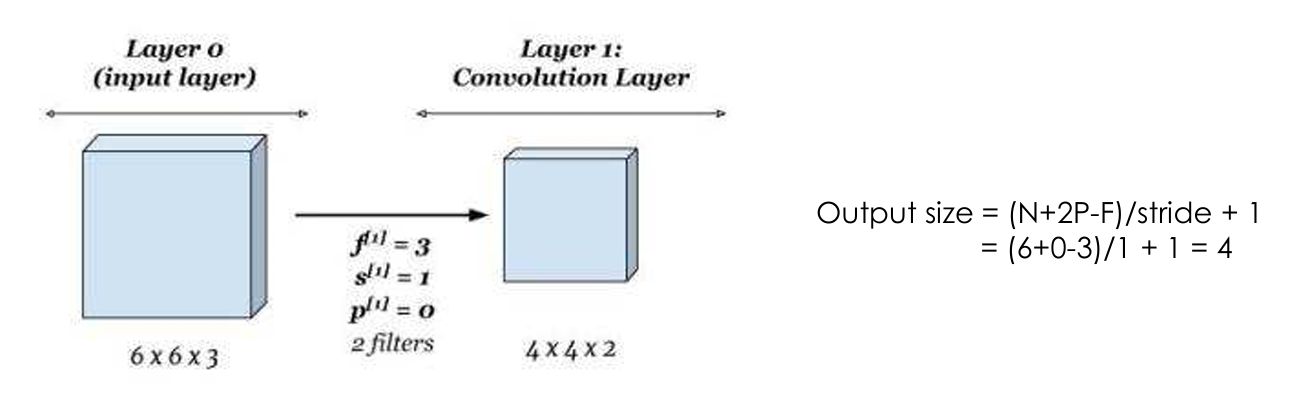 Layer 0
(input layer)
Layer 1:
Convolution Layer
f[1] = 3
s[1] = 1
p[1] = 0
2 filters
6 x 6 x 3
4 x 4 x 2
Output size = (N+2P-F)/stride + 1
= (6+0-3)/1 + 1 = 4